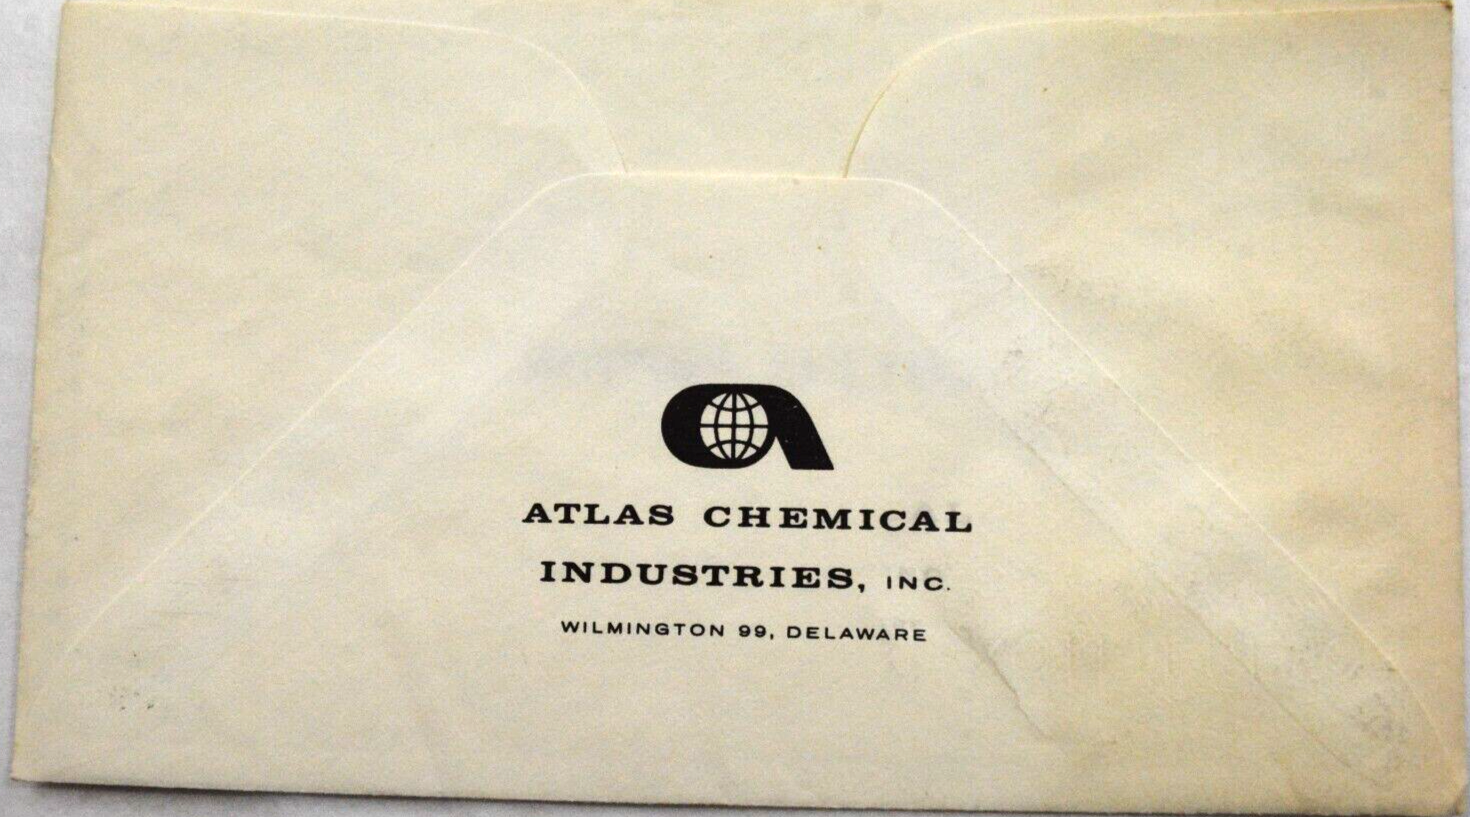 ATLAS CHEMICAL
INDUSTRIES, INC.
WILMINGTON 99, DELAWARE